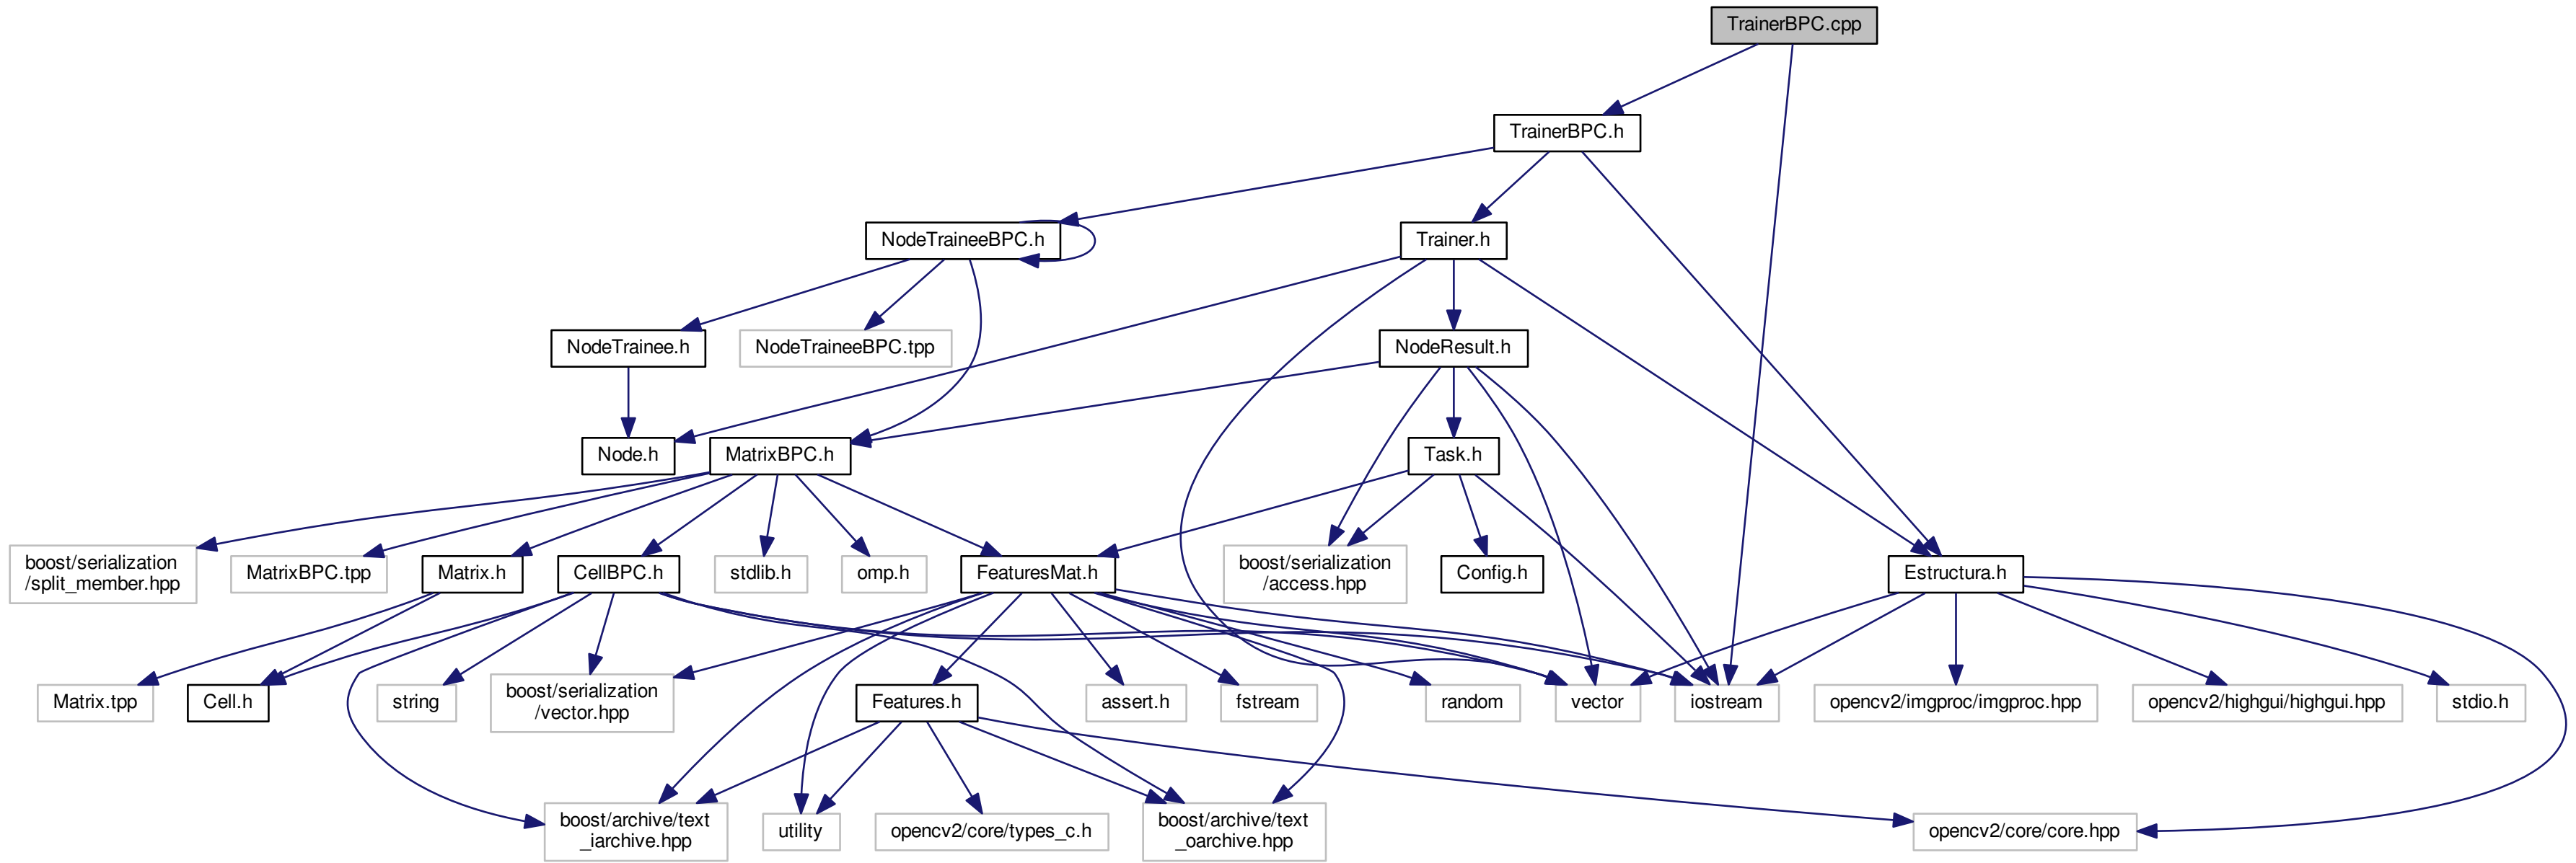 TrainerBPC.cpp
TrainerBPC.h
NodeTraineeBPC.h
Trainer.h
NodeTrainee.h
NodeTraineeBPC.tpp
NodeResult.h
Node.h
MatrixBPC.h
Task.h
boost/serialization
/split_member.hpp
MatrixBPC.tpp
Matrix.h
CellBPC.h
stdlib.h
omp.h
FeaturesMat.h
boost/serialization
/access.hpp
Config.h
Estructura.h
Matrix.tpp
Cell.h
string
boost/serialization
/vector.hpp
Features.h
assert.h
fstream
random
vector
iostream
opencv2/imgproc/imgproc.hpp
opencv2/highgui/highgui.hpp
stdio.h
boost/archive/text
_iarchive.hpp
utility
opencv2/core/types_c.h
boost/archive/text
_oarchive.hpp
opencv2/core/core.hpp